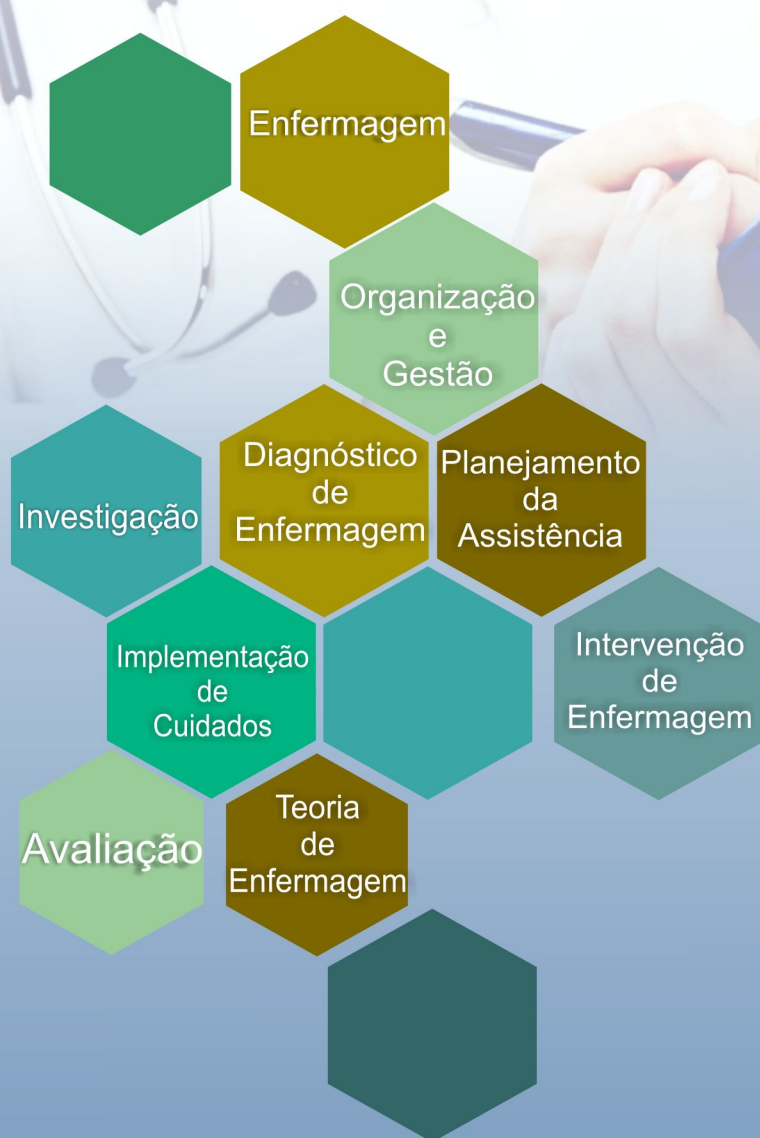 Enfermagem
Organização
e
Gestão
Diagnóstico
de
Enfermagem
Planejamento
da
Assistência
Investigação
Implementação
de
Cuidados
Intervenção
de
Enfermagem
Avaliação
Teoria
de
Enfermagem